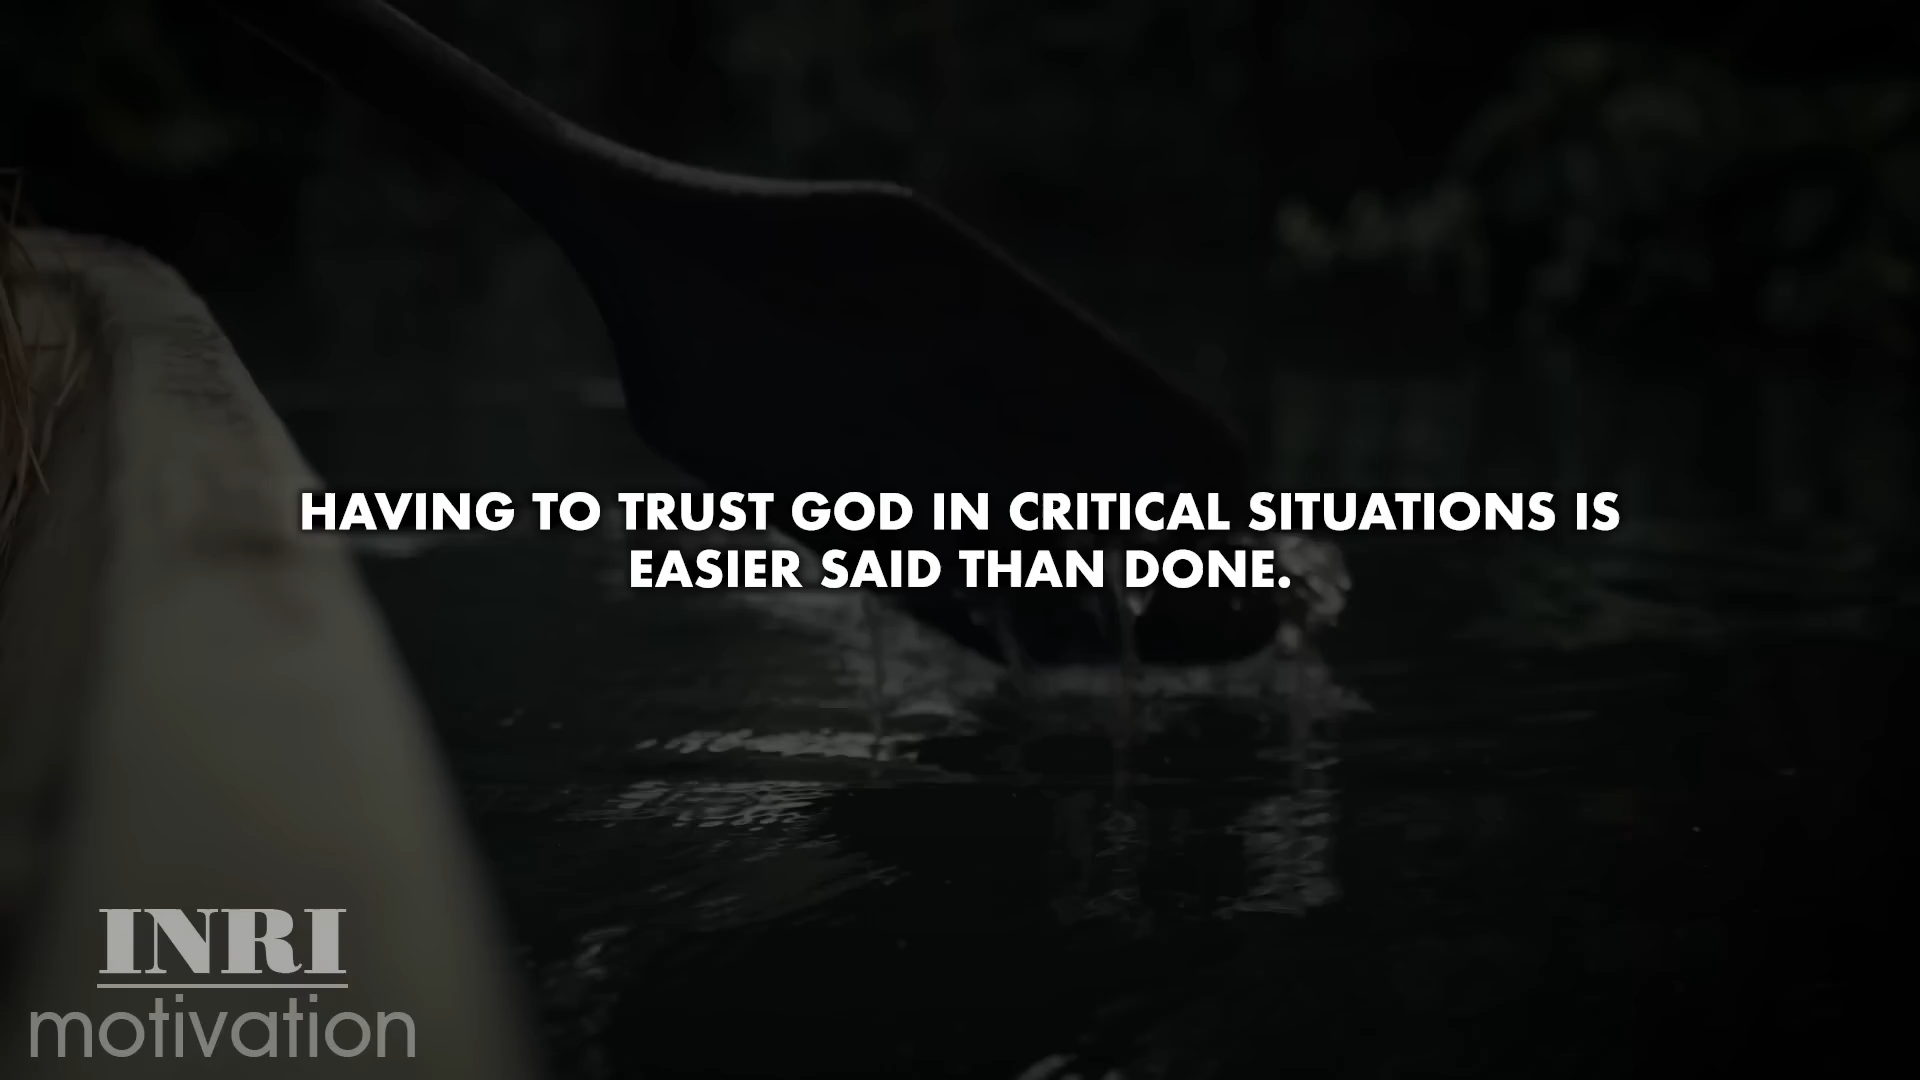 HAVING TO TRUST GOD IN CRITICAL SITUATIONS IS
EASIER SAID THAN DONE.
INRI
motivation